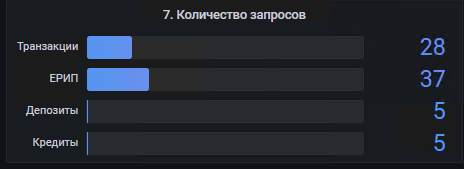 7. Количество запросов
Транзакции 28
ЕРИП 37
Депозиты 5
Кредиты 5